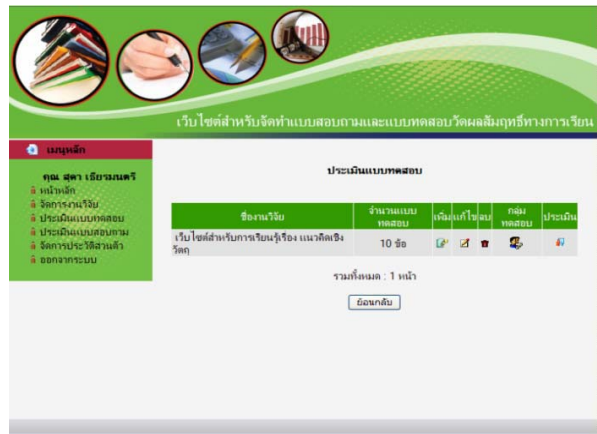 เว็บไซต์สำหรับจัดทำแบบสอบถามและแบบทดสอบวัดผลสัมฤทธิ์ทางการเรียน
เมนูหลัก
คุณ สุดา เธียรมนตรี
หน้าหลัก
จัดการงานวิจัย
ประเมินแบบทดสอบ
ประเมินแบบสอบถาม
จัดการประวัติส่วนตัว
ออกจากระบบ
ประเมินแบบทดสอบ
ชื่องานวิจัย
จำนวนแบบ
ทดสอบ
เพิ่ม
แก้ไข
ลบ
กลุ่ม
ทดสอบ
ประเมิน
เว็บไซต์สำหรับการเรียนรู้เรื่อง แนวคิดเชิง
วัตถุ
10 ข้อ
รวมทั้งหมด : 1 หน้า
ย้อนกลับ